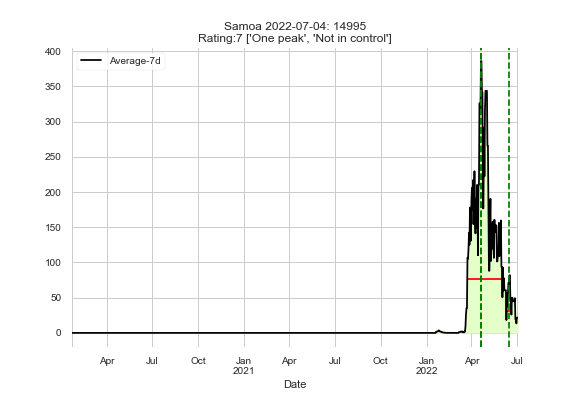 Samoa 2022-07-04: 14995
Rating:7 ['One peak', 'Not in control']
Average-7d
400
350
300
250
200
150
100
50
0
Apr Jul Oct Jan Apr Jul Oct Jan Apr Jul
2021 2022
Date